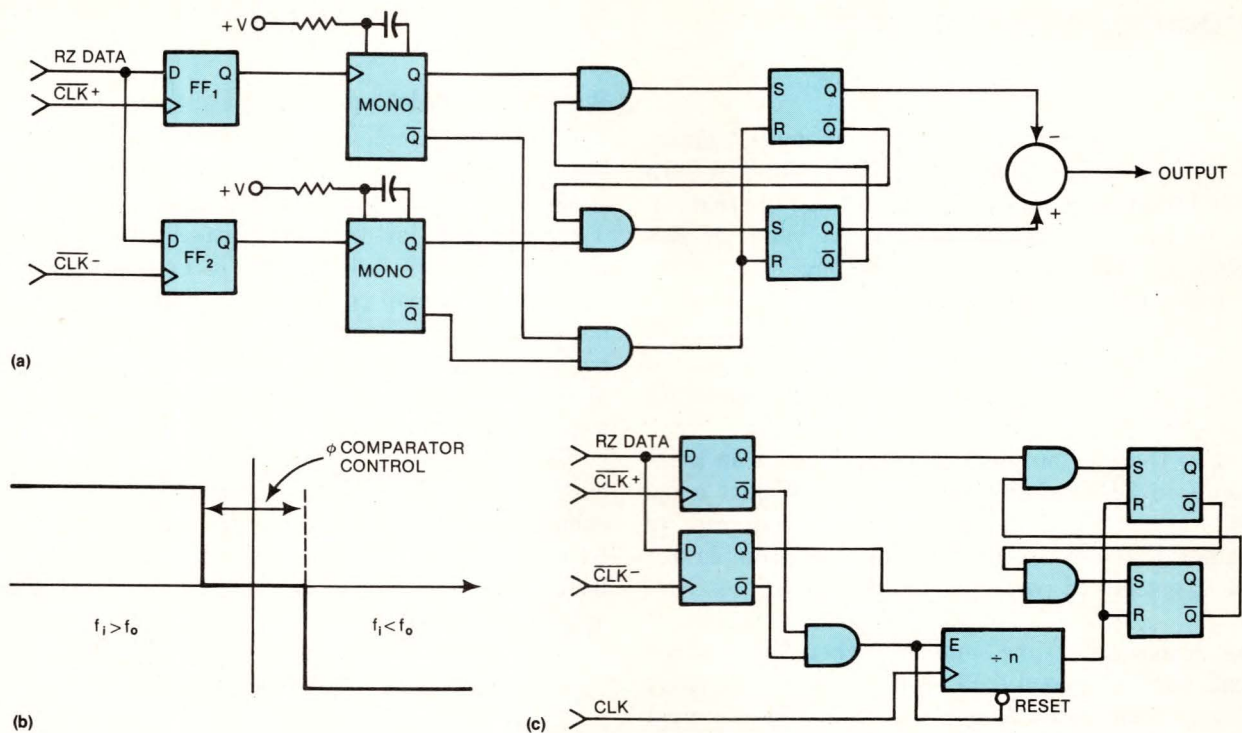 +V
RZ DATA
D Q
FF1
CLK+
MONO
Q
Q
+V
S Q
R Q
−
OUTPUT
+
D Q
FF2
CLK−
MONO
Q
Q
S Q
R Q
(a)
φ COMPARATOR
CONTROL
fi > fo
fi < fo
(b)
RZ DATA
D Q
Q
CLK+
D Q
Q
CLK−
S Q
R Q
S Q
R Q
E
÷ n
RESET
CLK
(c)